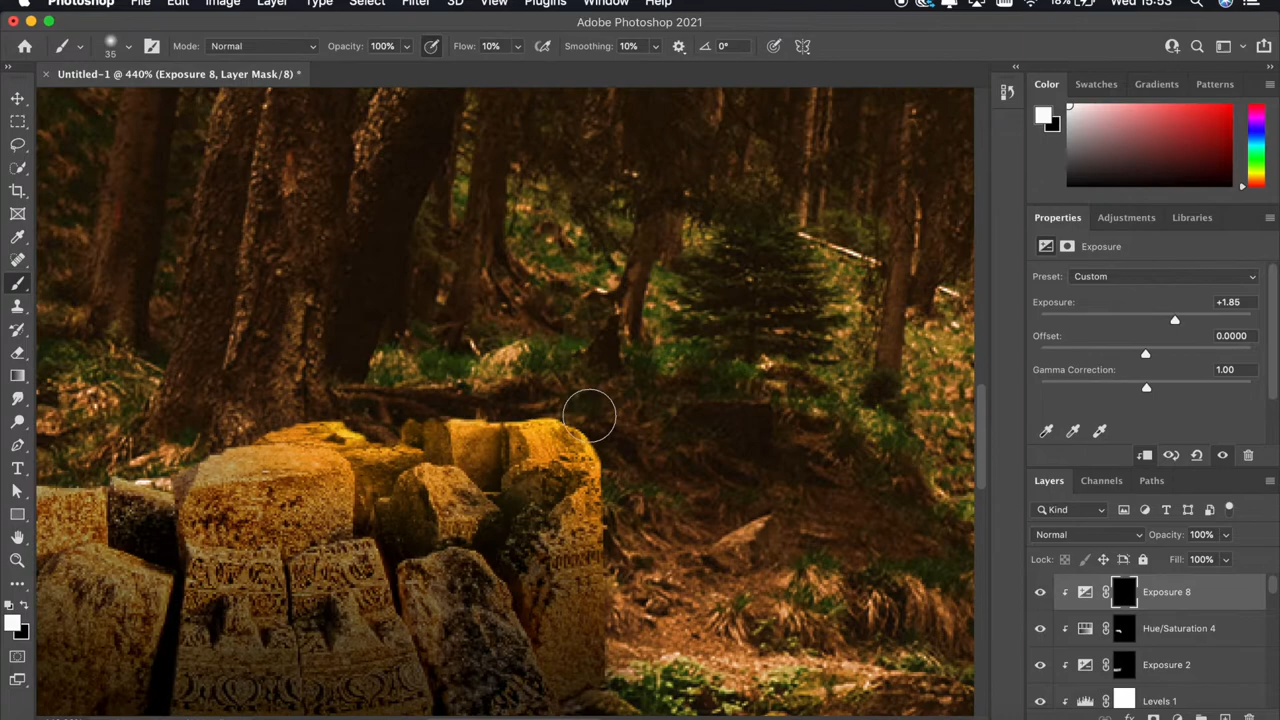 Photoshop File Edit Image Layer Type Select Filter 3D View Plugins Window Help 18% Wed 15:53
Adobe Photoshop 2021
35 Mode: Normal Opacity: 100% Flow: 10% Smoothing: 10% 0°
Untitled-1 @ 440% (Exposure 8, Layer Mask/8) *
Color Swatches Gradients Patterns
Properties Adjustments Libraries
Exposure
Preset: Custom
Exposure: +1.85
Offset: 0.0000
Gamma Correction: 1.00
Layers Channels Paths
Kind
Normal Opacity: 100%
Lock: Fill: 100%
Exposure 8
Hue/Saturation 4
Exposure 2
Levels 1